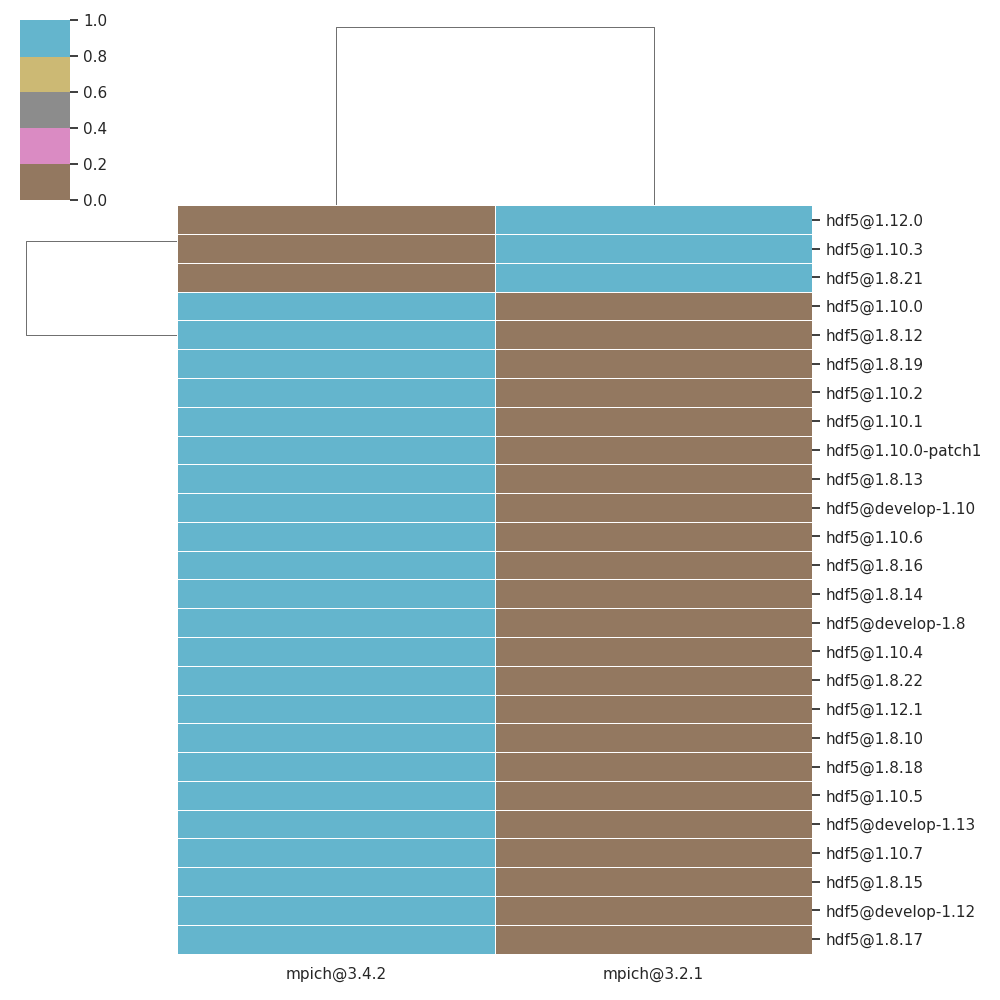 1.0
0.8
0.6
0.4
0.2
0.0
hdf5@1.12.0
hdf5@1.10.3
hdf5@1.8.21
hdf5@1.10.0
hdf5@1.8.12
hdf5@1.8.19
hdf5@1.10.2
hdf5@1.10.1
hdf5@1.10.0-patch1
hdf5@1.8.13
hdf5@develop-1.10
hdf5@1.10.6
hdf5@1.8.16
hdf5@1.8.14
hdf5@develop-1.8
hdf5@1.10.4
hdf5@1.8.22
hdf5@1.12.1
hdf5@1.8.10
hdf5@1.8.18
hdf5@1.10.5
hdf5@develop-1.13
hdf5@1.10.7
hdf5@1.8.15
hdf5@develop-1.12
hdf5@1.8.17
mpich@3.4.2
mpich@3.2.1